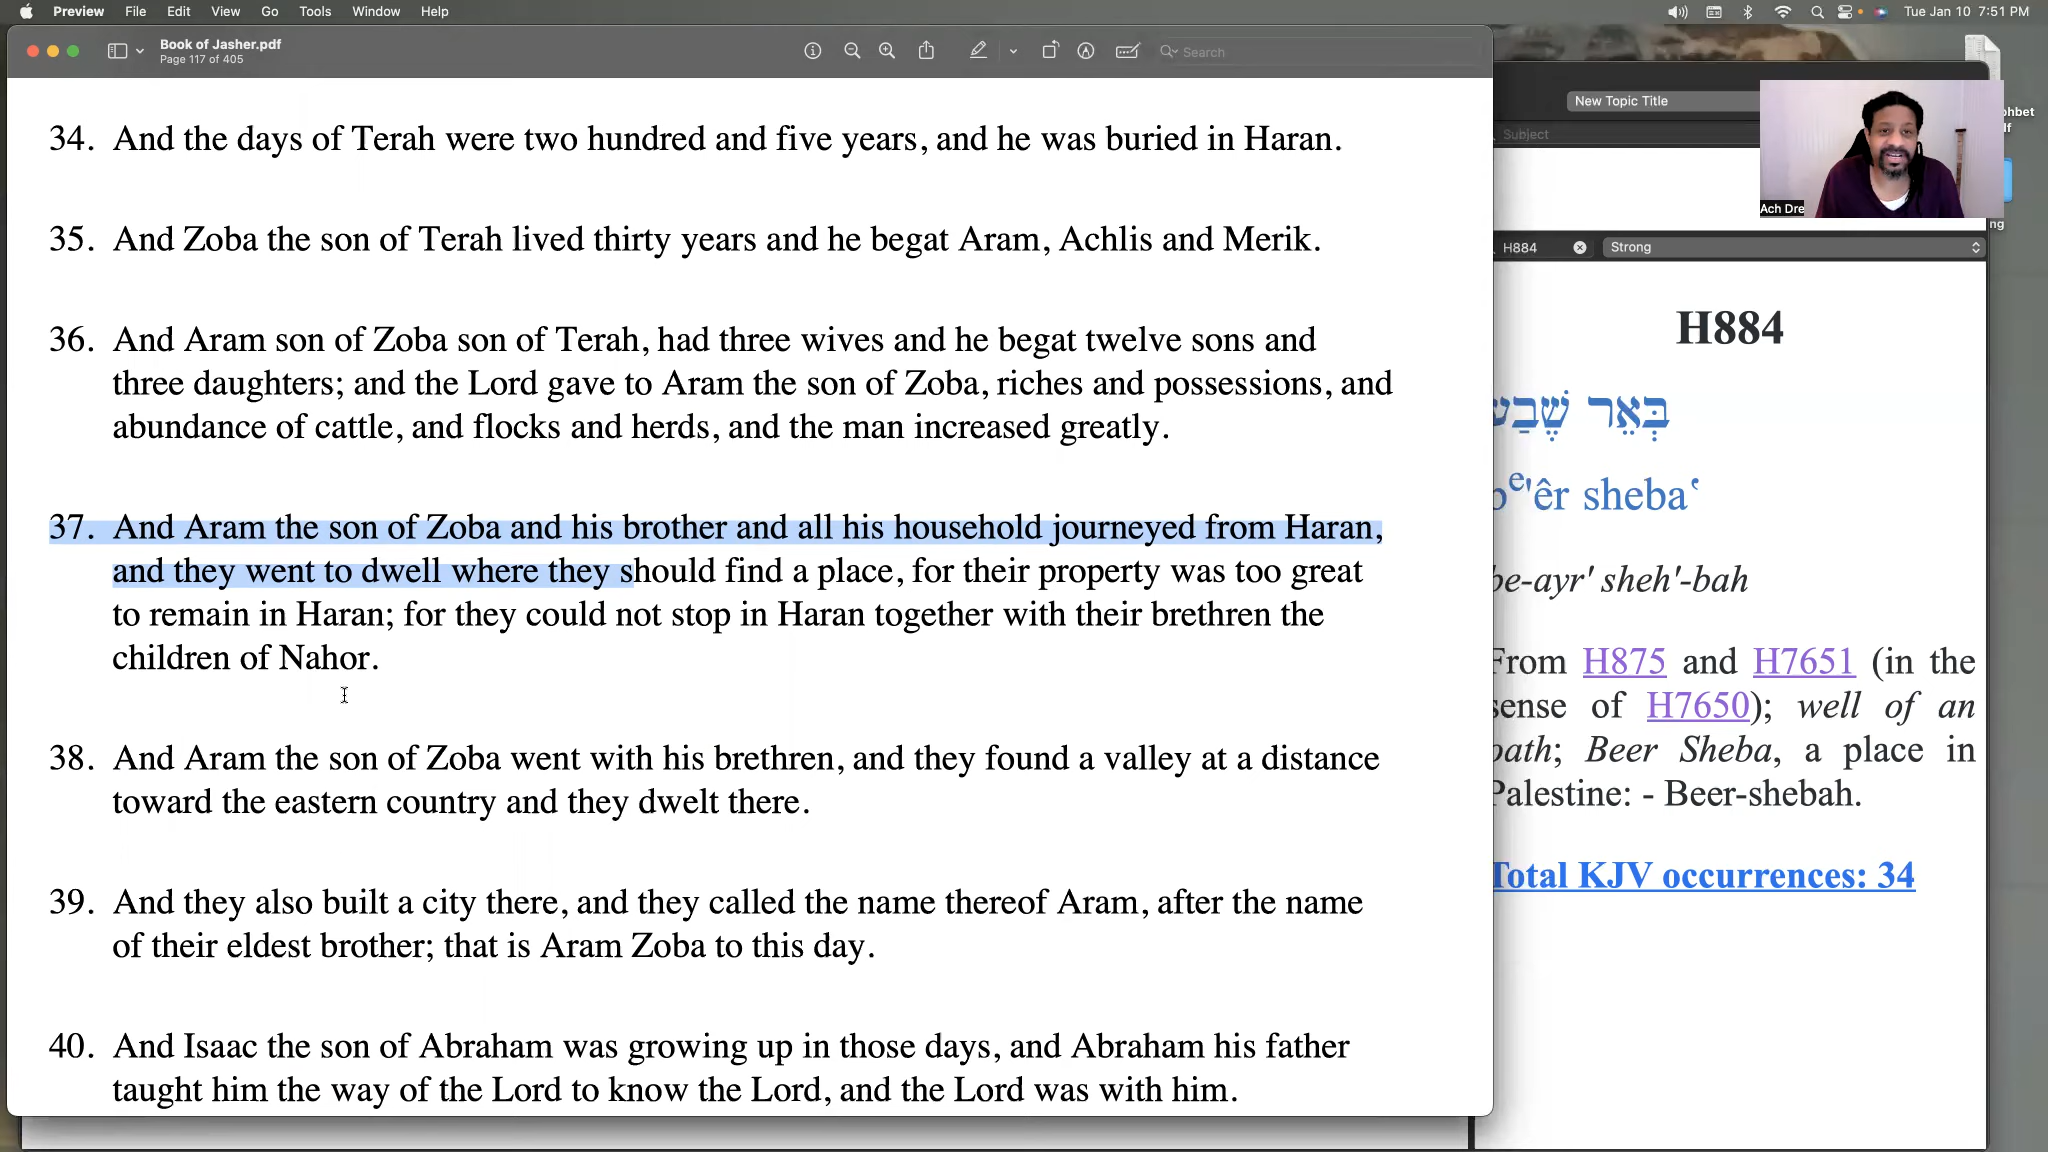 Preview File Edit View Go Tools Window Help
Tue Jan 10 7:51 PM
Book of Jasher.pdf
Page 117 of 405
Search
34. And the days of Terah were two hundred and five years, and he was buried in Haran.
35. And Zoba the son of Terah lived thirty years and he begat Aram, Achlis and Merik.
36. And Aram son of Zoba son of Terah, had three wives and he begat twelve sons and
three daughters; and the Lord gave to Aram the son of Zoba, riches and possessions, and
abundance of cattle, and flocks and herds, and the man increased greatly.
37. And Aram the son of Zoba and his brother and all his household journeyed from Haran,
and they went to dwell where they should find a place, for their property was too great
to remain in Haran; for they could not stop in Haran together with their brethren the
children of Nahor.
38. And Aram the son of Zoba went with his brethren, and they found a valley at a distance
toward the eastern country and they dwelt there.
39. And they also built a city there, and they called the name thereof Aram, after the name
of their eldest brother; that is Aram Zoba to this day.
40. And Isaac the son of Abraham was growing up in those days, and Abraham his father
taught him the way of the Lord to know the Lord, and the Lord was with him.
New Topic Title
Subject
Ach Dre
H884 Strong
H884
בְּאֵר שֶׁבַע
be'êr sheba‛
be-ayr' sheh'-bah
From H875 and H7651 (in the
sense of H7650); well of an
oath; Beer Sheba, a place in
Palestine: - Beer-shebah.
Total KJV occurrences: 34